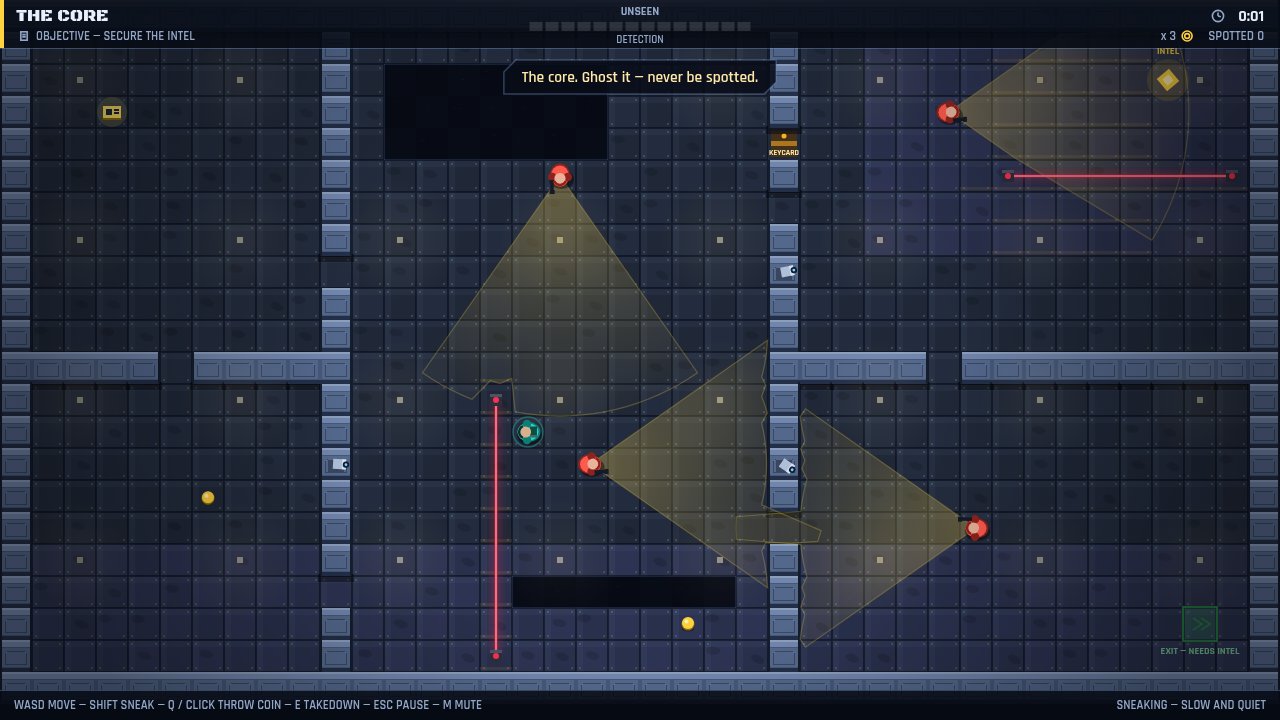 THE CORE
OBJECTIVE – SECURE THE INTEL
UNSEEN
DETECTION
0:01
x 3
SPOTTED 0
The core. Ghost it – never be spotted.
INTEL
KEYCARD
EXIT – NEEDS INTEL
WASD MOVE – SHIFT SNEAK – Q / CLICK THROW COIN – E TAKEDOWN – ESC PAUSE – M MUTE
SNEAKING – SLOW AND QUIET